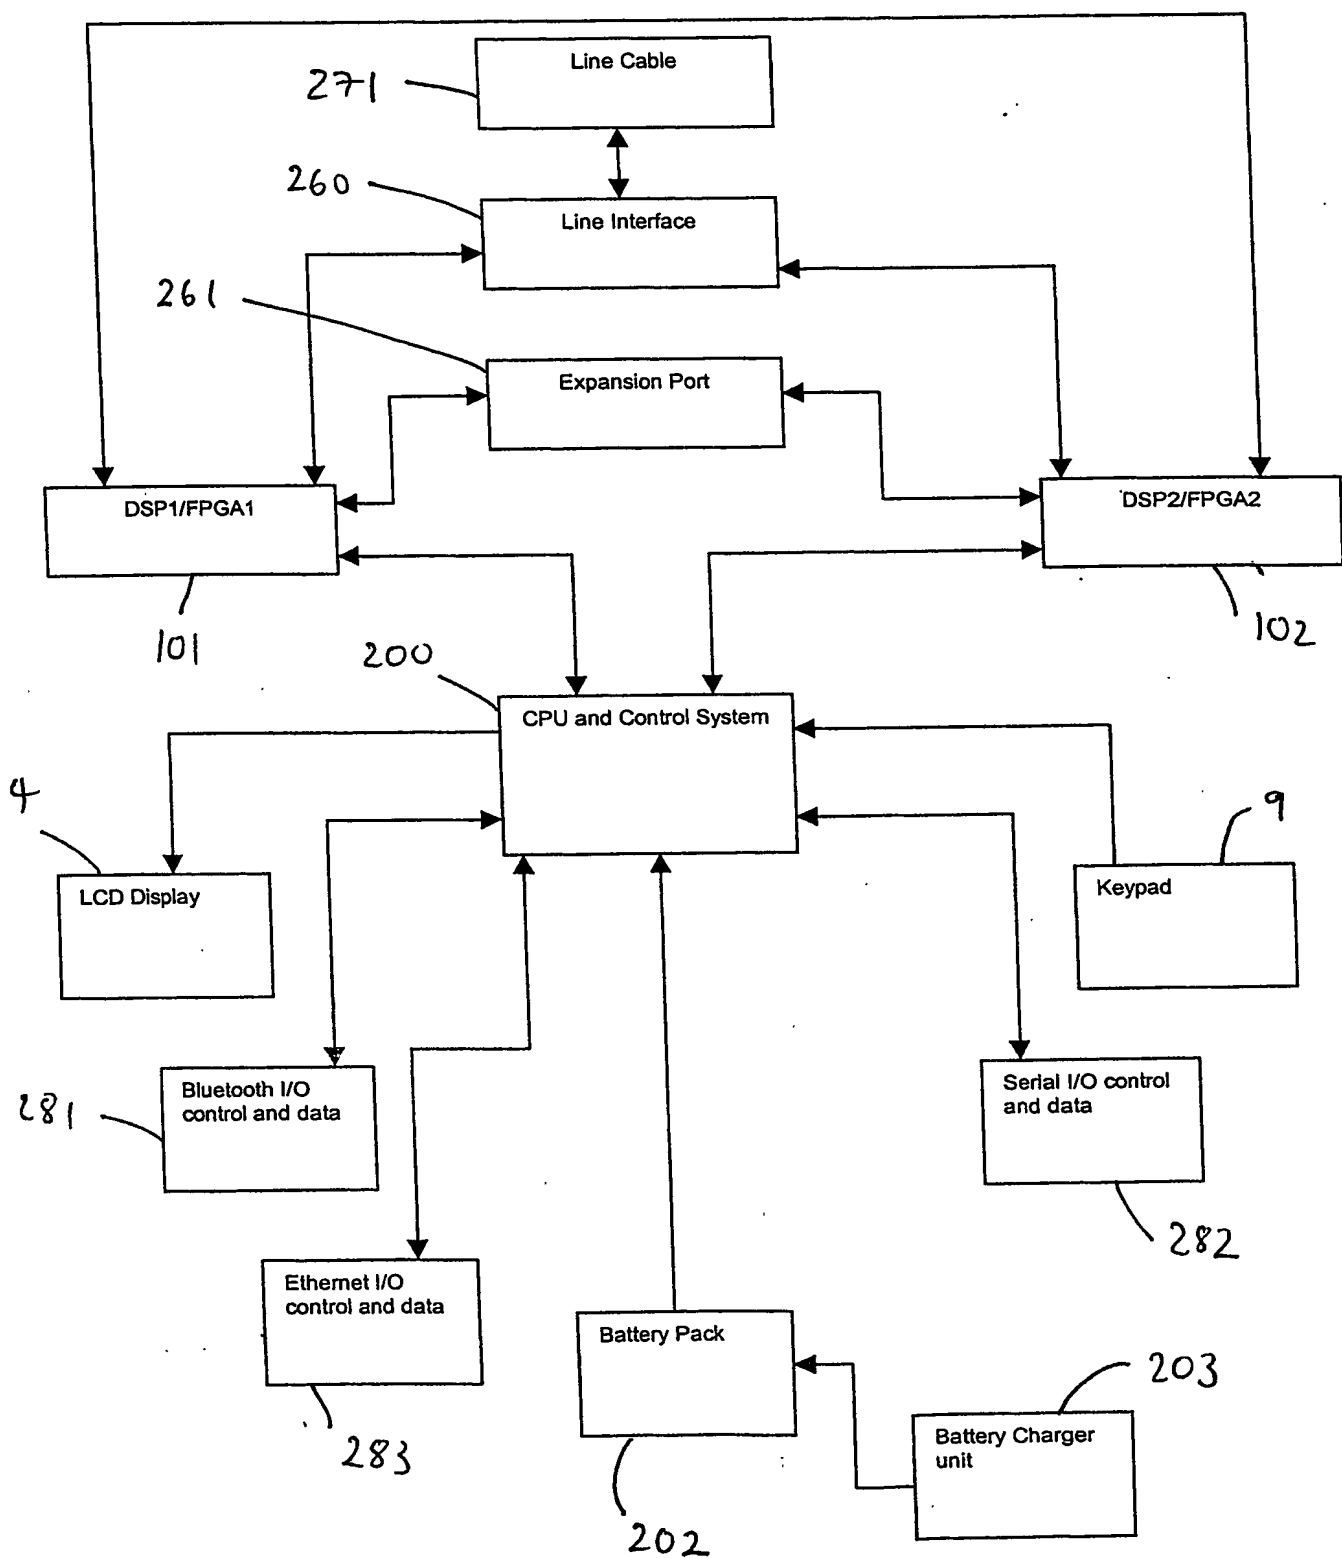 Line Cable
271
260
Line Interface
261
Expansion Port
DSP1/FPGA1
DSP2/FPGA2
101
102
200
CPU and Control System
4
9
LCD Display
Keypad
Bluetooth I/O
control and data
281
Serial I/O control
and data
282
Ethernet I/O
control and data
283
Battery Pack
202
203
Battery Charger
unit